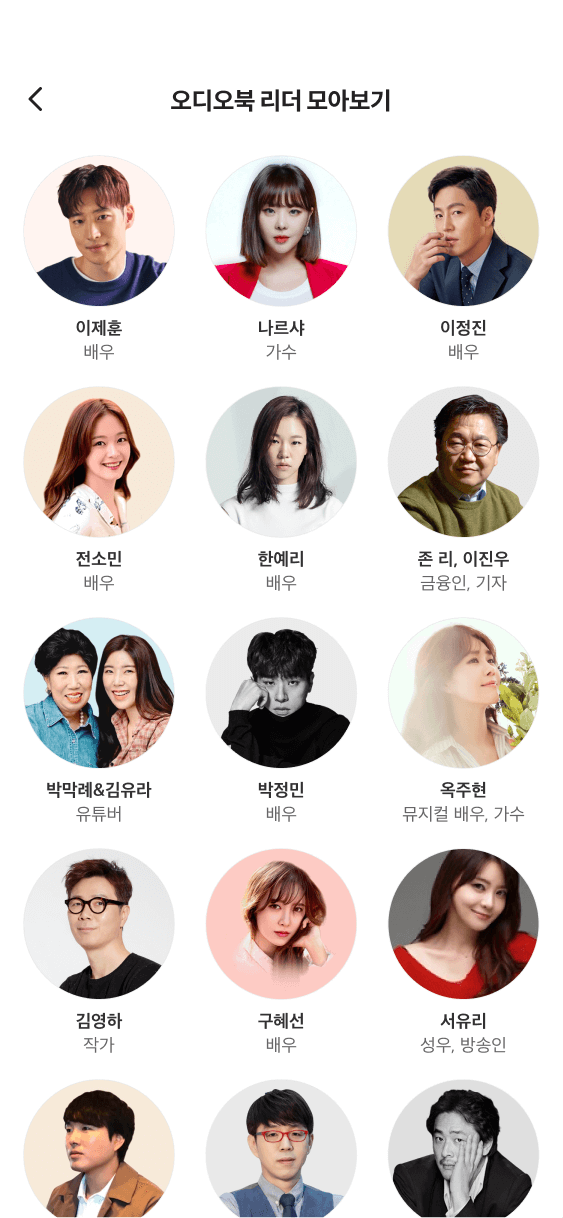 오디오북 리더 모아보기
이제훈
나르샤
이정진
배우
가수
배우
전소민
한예리
존 리, 이진우
배우
배우
금융인, 기자
박막례&김유라
박정민
옥주현
유튜버
배우
뮤지컬 배우, 가수
김영하
구혜선
서유리
작가
배우
성우, 방송인